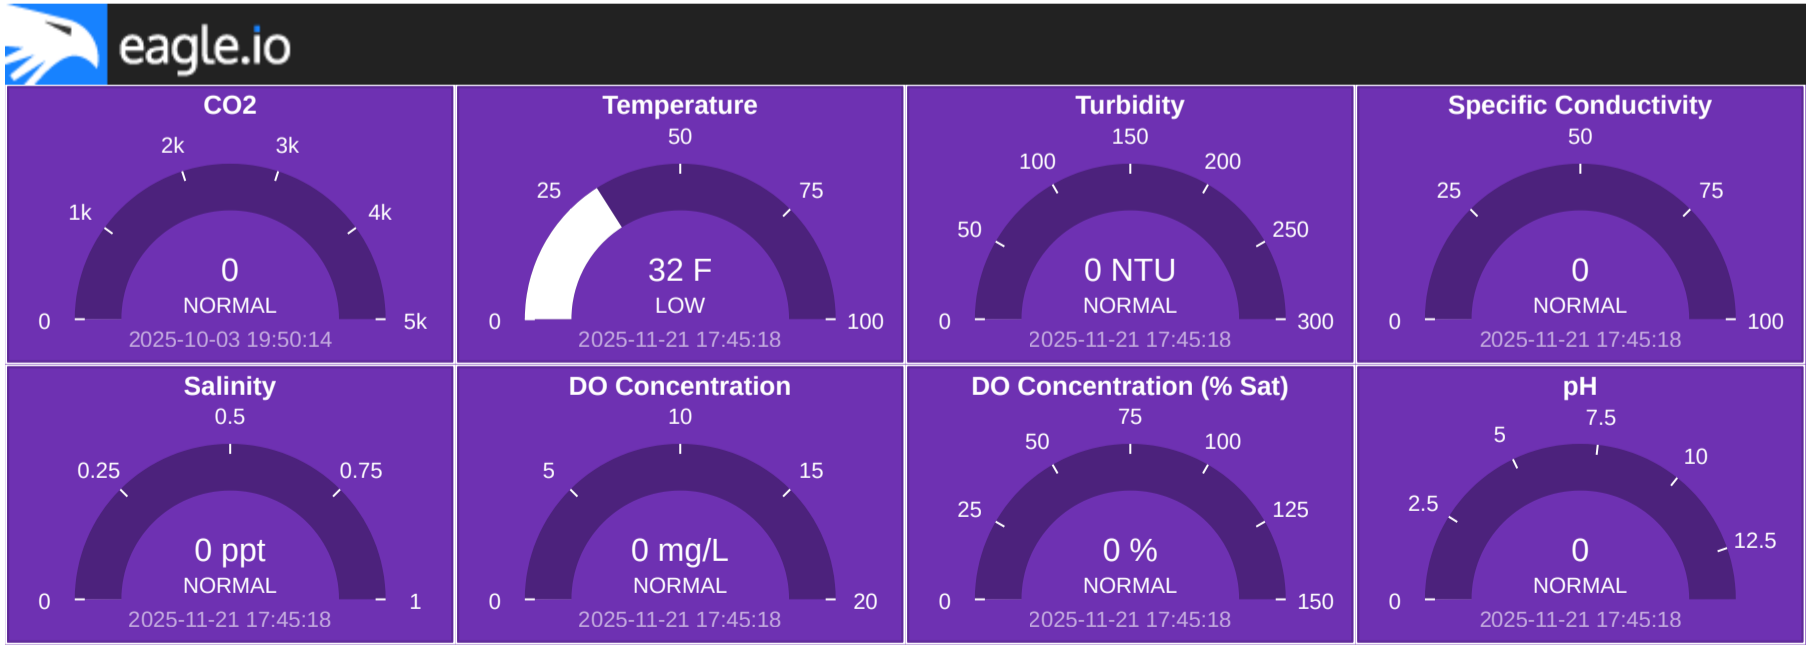 eagle.io
CO2
2k
3k
1k
4k
0
NORMAL
0
5k
2025-10-03 19:50:14
Temperature
50
25
75
32 F
LOW
0
100
2025-11-21 17:45:18
Turbidity
150
100
200
50
250
0 NTU
NORMAL
0
300
2025-11-21 17:45:18
Specific Conductivity
50
25
75
0
NORMAL
0
100
2025-11-21 17:45:18
Salinity
0.5
0.25
0.75
0 ppt
NORMAL
0
1
2025-11-21 17:45:18
DO Concentration
10
5
15
0 mg/L
NORMAL
0
20
2025-11-21 17:45:18
DO Concentration (% Sat)
75
50
100
25
125
0 %
NORMAL
0
150
2025-11-21 17:45:18
pH
7.5
5
10
2.5
12.5
0
NORMAL
0
2025-11-21 17:45:18